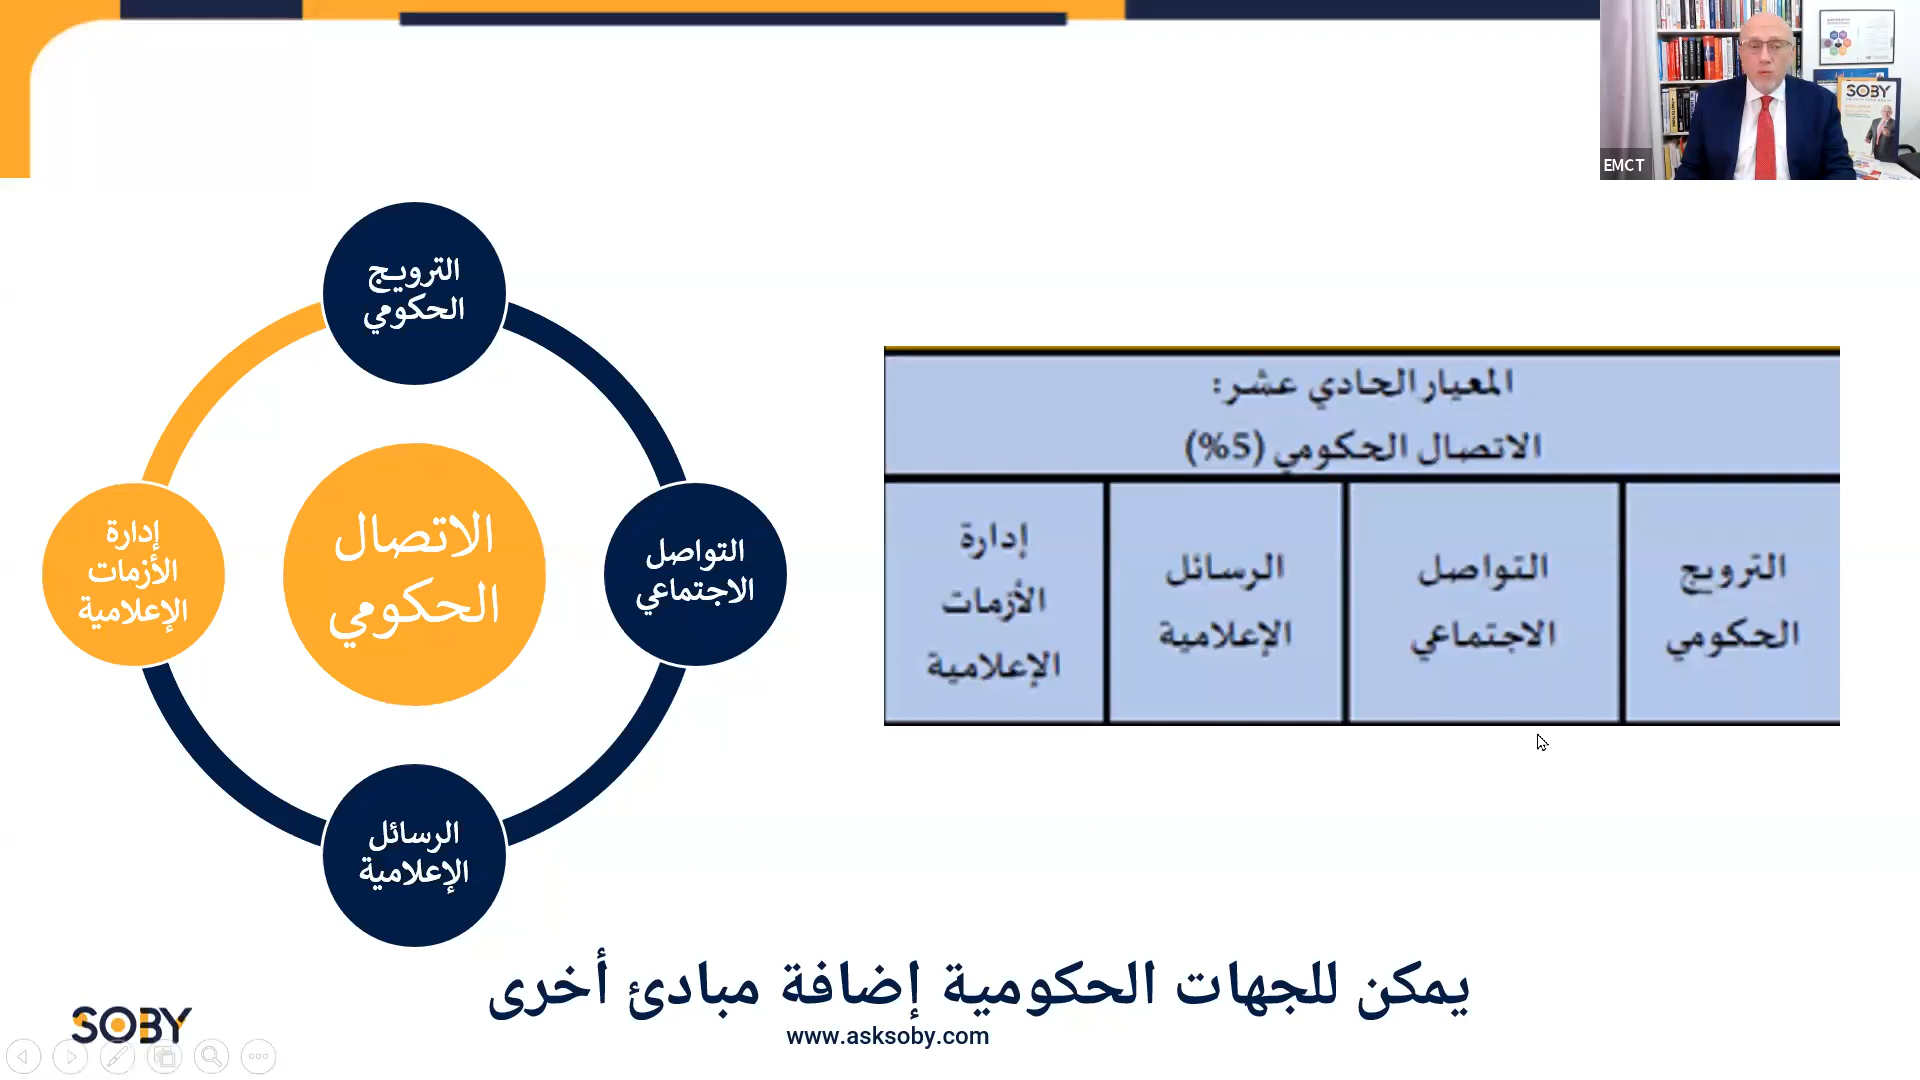 EMCT
SOBY
الترويج
الحكومي
التواصل
الاجتماعي
الاتصال
الحكومي
إدارة
الأزمات
الإعلامية
الرسائل
الإعلامية
المعيار الحادي عشر:
الاتصال الحكومي (5%)
الترويج
الحكومي
التواصل
الاجتماعي
الرسائل
الإعلامية
إدارة
الأزمات
الإعلامية
يمكن للجهات الحكومية إضافة مبادئ أخرى
www.asksoby.com
SOBY